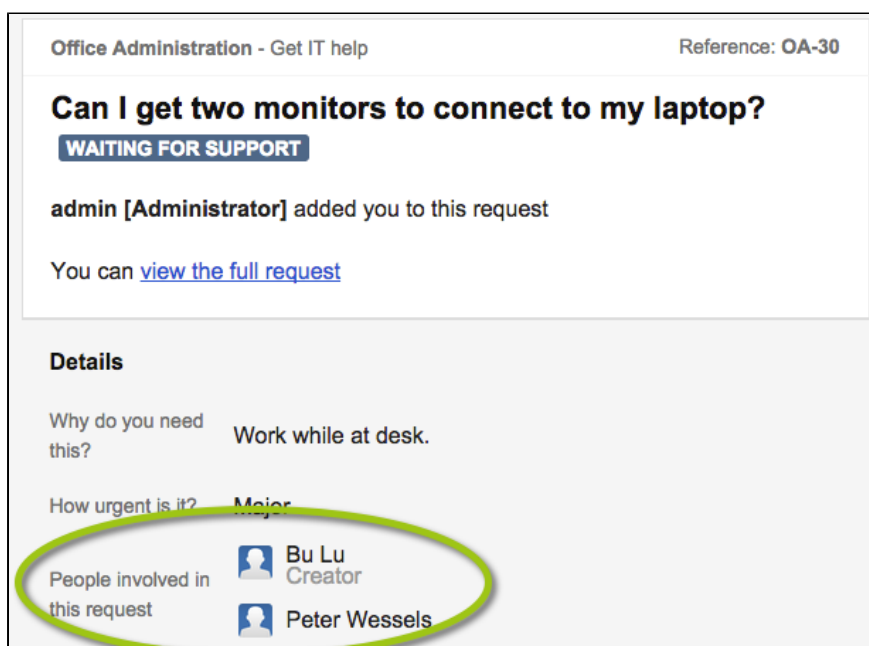 Office Administration - Get IT help Reference: OA-30
Can I get two monitors to connect to my laptop?
WAITING FOR SUPPORT
admin [Administrator] added you to this request
You can view the full request
Details
Why do you need
this?
Work while at desk.
How urgent is it? Major
People involved in
this request
Bu Lu
Creator
Peter Wessels